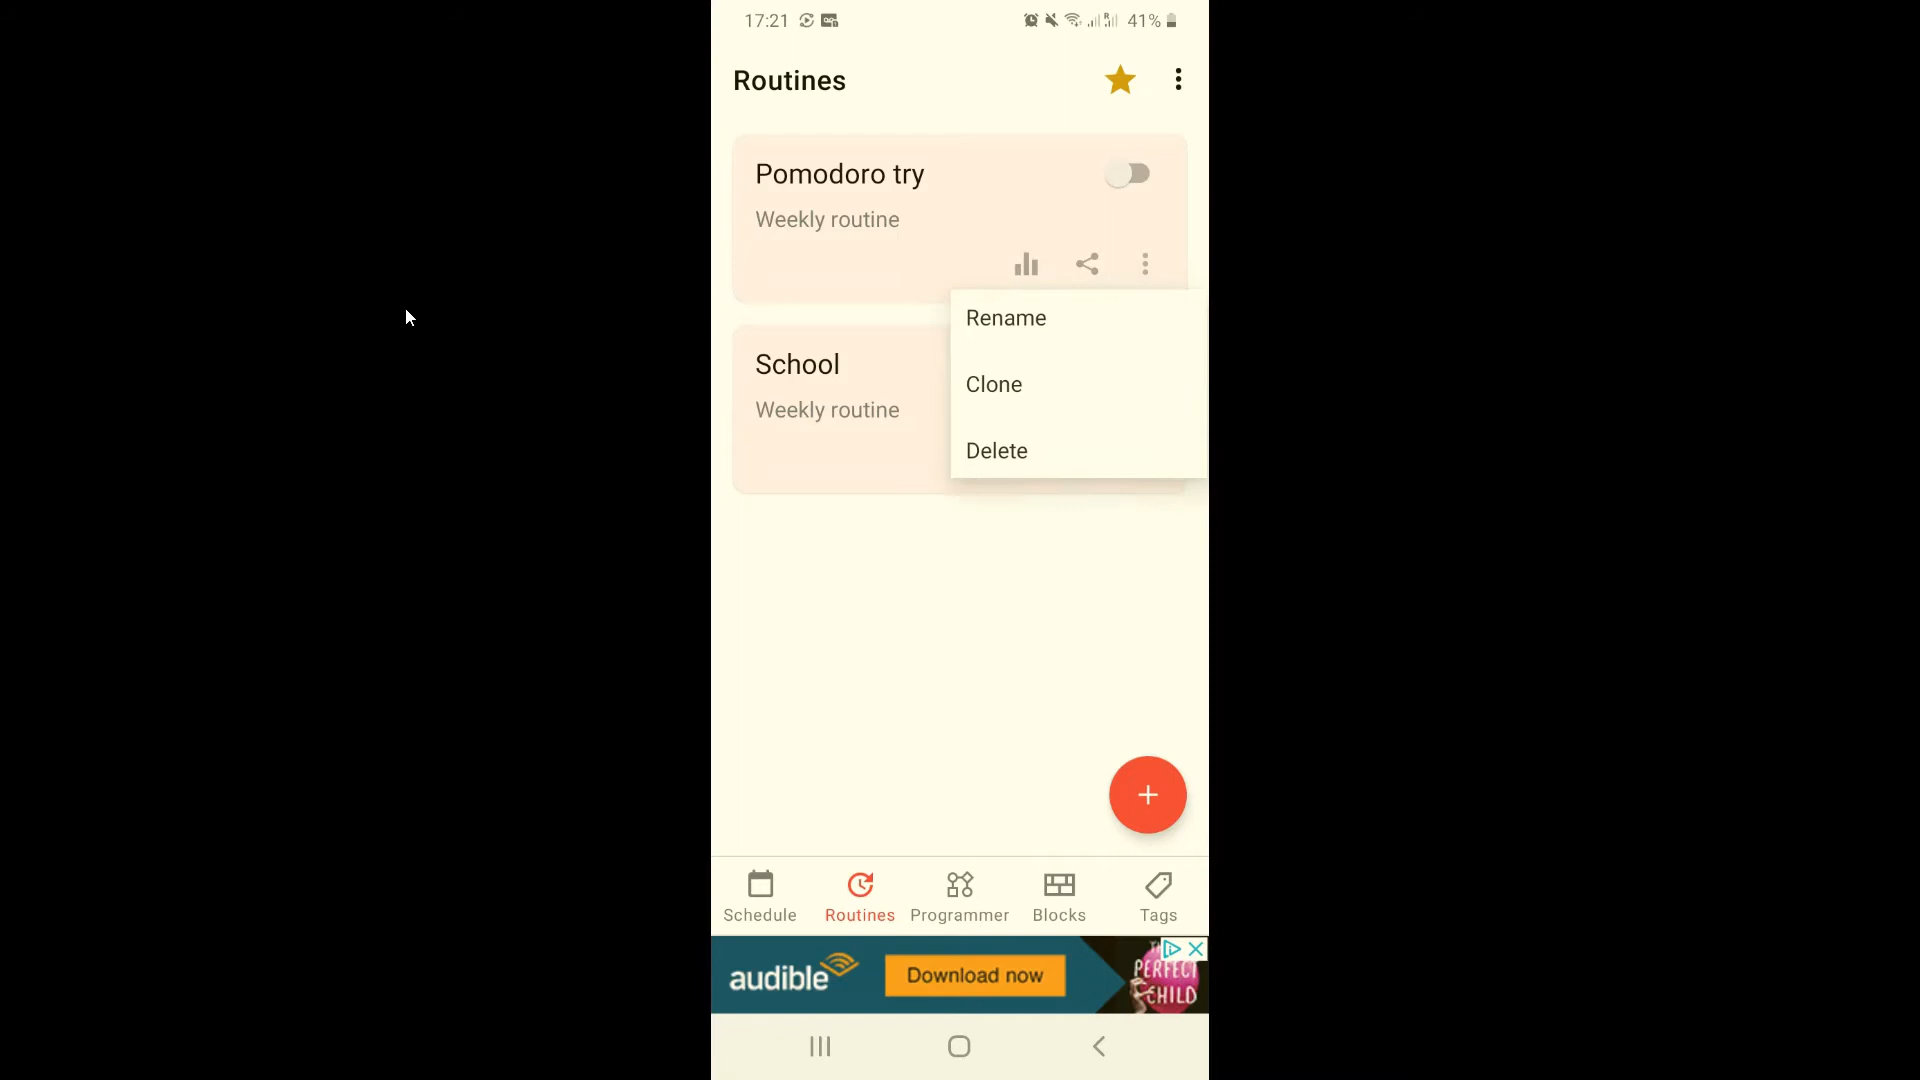 17:21
41%
Routines
Pomodoro try
Weekly routine
Rename
School
Clone
Weekly routine
Delete
Schedule
Routines
Programmer
Blocks
Tags
audible
Download now
PERFECT
CHILD